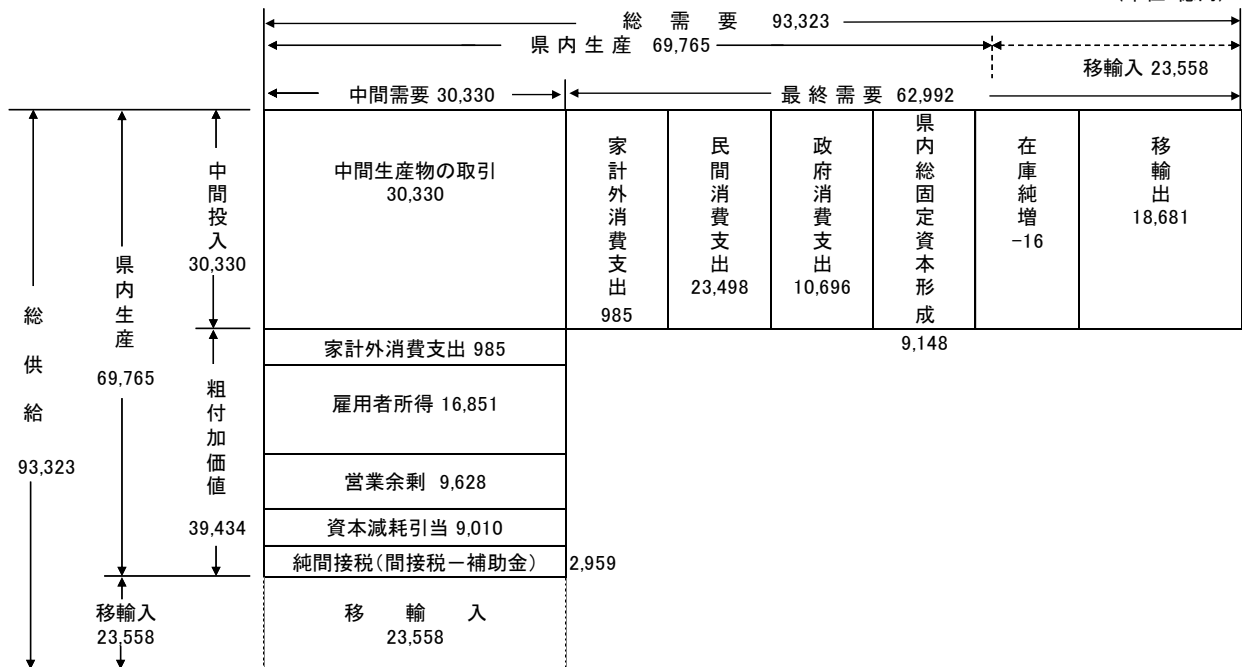 総需要 93,323
県内生産 69,765
移輸入 23,558
中間需要 30,330
最終需要 62,992
中間生産物の取引
30,330
家計外消費支出
985
民間消費支出
23,498
政府消費支出
10,696
県内総固定資本形成
9,148
在庫純増
-16
移輸出
18,681
総供給
93,323
県内生産
69,765
中間投入
30,330
粗付加価値
39,434
家計外消費支出 985
雇用者所得 16,851
営業余剰 9,628
資本減耗引当 9,010
純間接税(間接税-補助金)
2,959
移輸入
23,558
移輸入
23,558